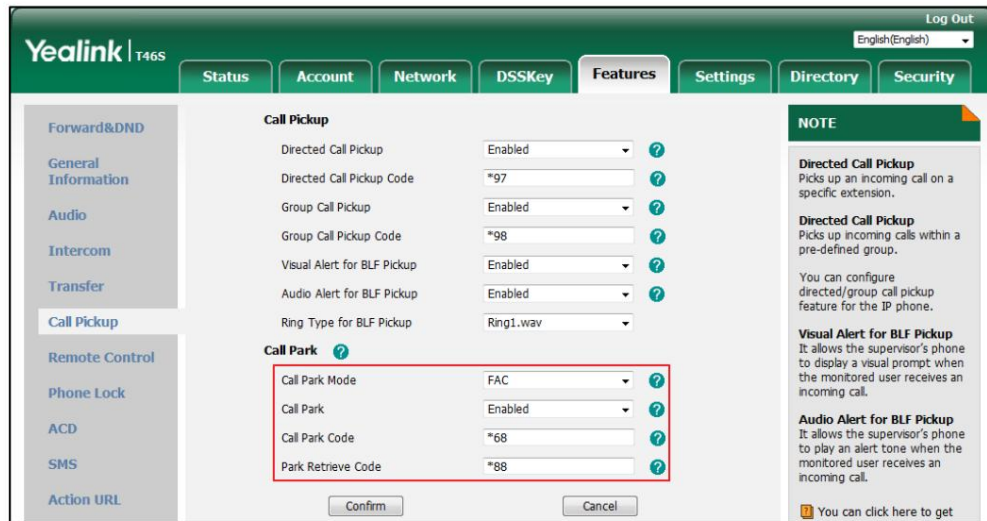 Log Out
English(English)
Yealink T46S
Status Account Network DSSKey Features Settings Directory Security
Forward&DND
General
Information
Audio
Intercom
Transfer
Call Pickup
Remote Control
Phone Lock
ACD
SMS
Action URL
Call Pickup
Directed Call Pickup Enabled ?
Directed Call Pickup Code *97 ?
Group Call Pickup Enabled ?
Group Call Pickup Code *98 ?
Visual Alert for BLF Pickup Enabled ?
Audio Alert for BLF Pickup Enabled ?
Ring Type for BLF Pickup Ring1.wav
Call Park ?
Call Park Mode FAC ?
Call Park Enabled ?
Call Park Code *68 ?
Park Retrieve Code *88 ?
Confirm Cancel
NOTE
Directed Call Pickup
Picks up an incoming call on a
specific extension.
Directed Call Pickup
Picks up incoming calls within a
pre-defined group.
You can configure
directed/group call pickup
feature for the IP phone.
Visual Alert for BLF Pickup
It allows the supervisor's phone
to display a visual prompt when
the monitored user receives an
incoming call.
Audio Alert for BLF Pickup
It allows the supervisor's phone
to play an alert tone when the
monitored user receives an
incoming call.
? You can click here to get